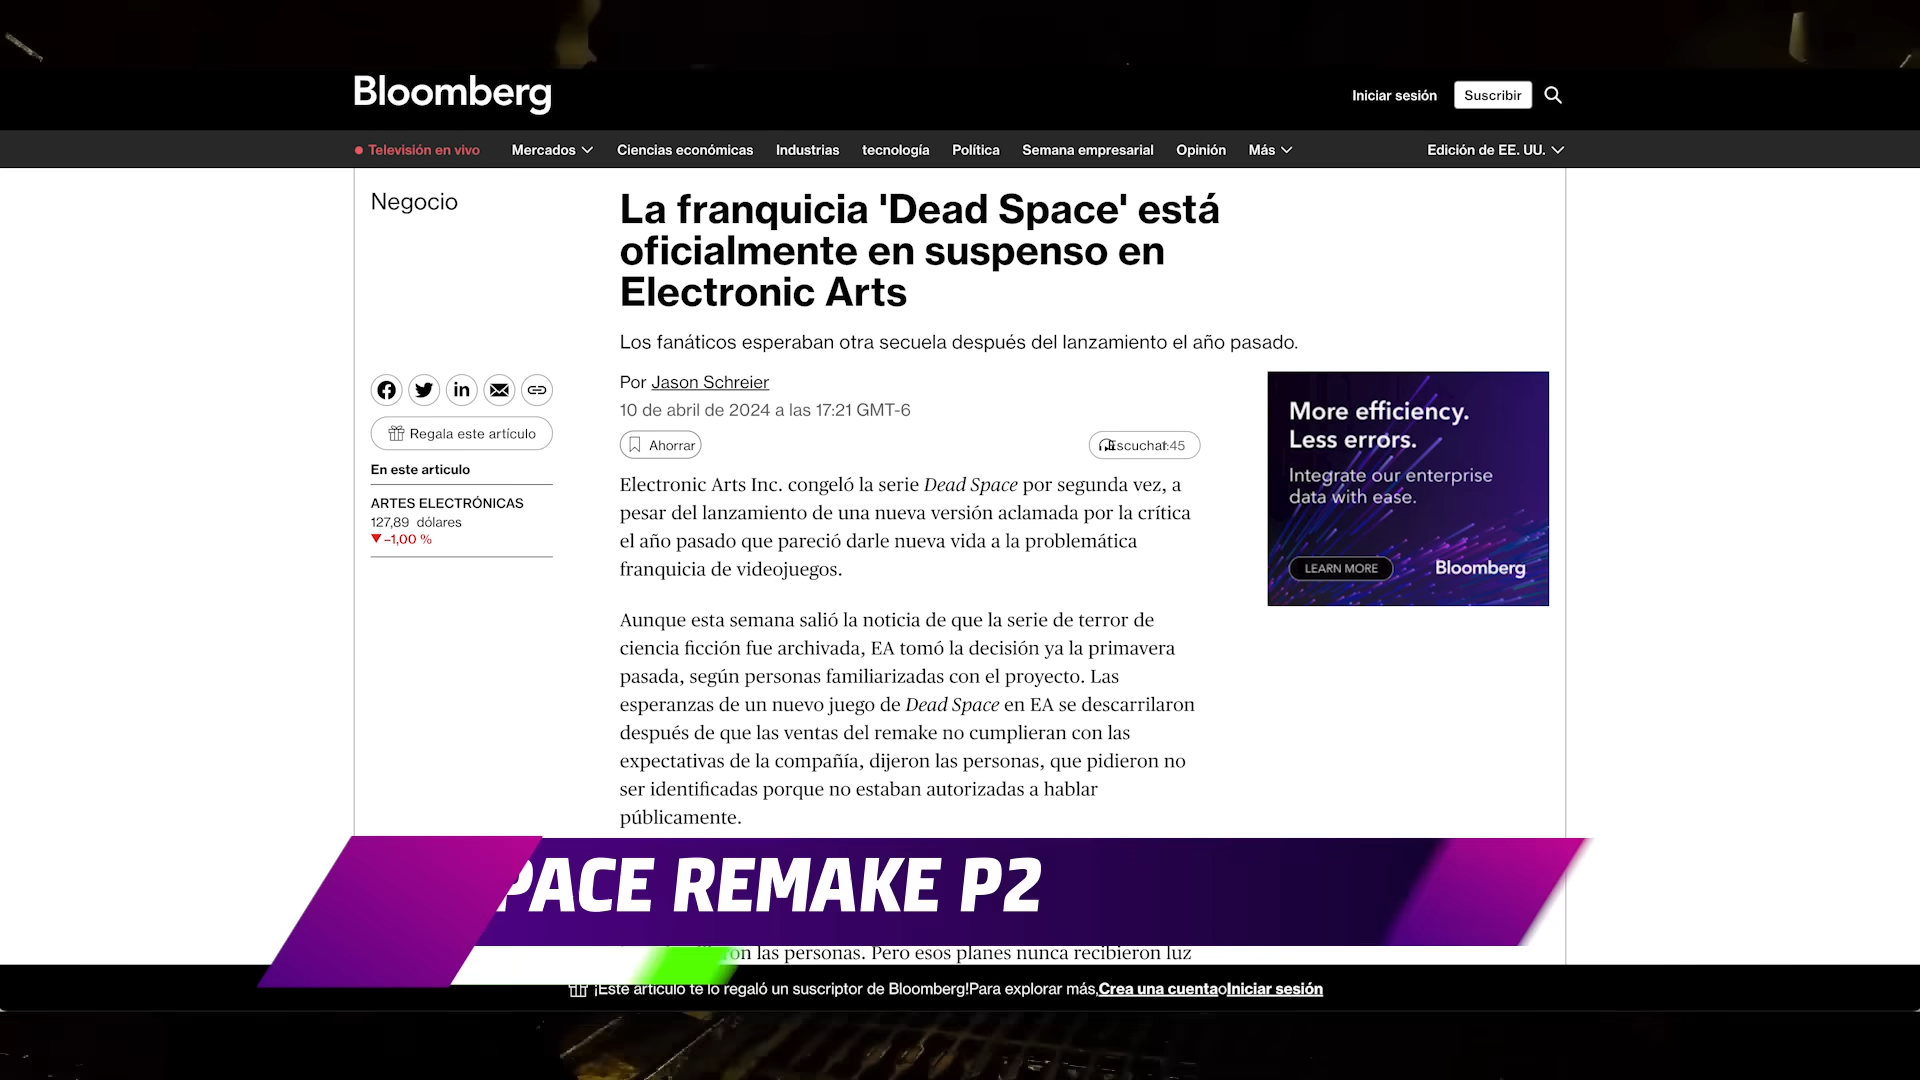 Bloomberg
Iniciar sesión
Suscribir
Televisión en vivo
Mercados
Ciencias económicas
Industrias
tecnología
Política
Semana empresarial
Opinión
Más
Edición de EE. UU.
Negocio
La franquicia 'Dead Space' está
oficialmente en suspenso en
Electronic Arts
Los fanáticos esperaban otra secuela después del lanzamiento el año pasado.
Por Jason Schreier
10 de abril de 2024 a las 17:21 GMT-6
Ahorrar
Escuchar
:45
Regala este artículo
En este articulo
ARTES ELECTRÓNICAS
127,89 dólares
▼–1,00 %
Electronic Arts Inc. congeló la serie Dead Space por segunda vez, a
pesar del lanzamiento de una nueva versión aclamada por la crítica
el año pasado que pareció darle nueva vida a la problemática
franquicia de videojuegos.
Aunque esta semana salió la noticia de que la serie de terror de
ciencia ficción fue archivada, EA tomó la decisión ya la primavera
pasada, según personas familiarizadas con el proyecto. Las
esperanzas de un nuevo juego de Dead Space en EA se descarrilaron
después de que las ventas del remake no cumplieran con las
expectativas de la compañía, dijeron las personas, que pidieron no
ser identificadas porque no estaban autorizadas a hablar
públicamente.
More efficiency.
Less errors.
Integrate our enterprise
data with ease.
LEARN MORE
Bloomberg
PACE REMAKE P2
on las personas. Pero esos planes nunca recibieron luz
¡Este artículo te lo regaló un suscriptor de Bloomberg!Para explorar más,Crea una cuentaoIniciar sesión